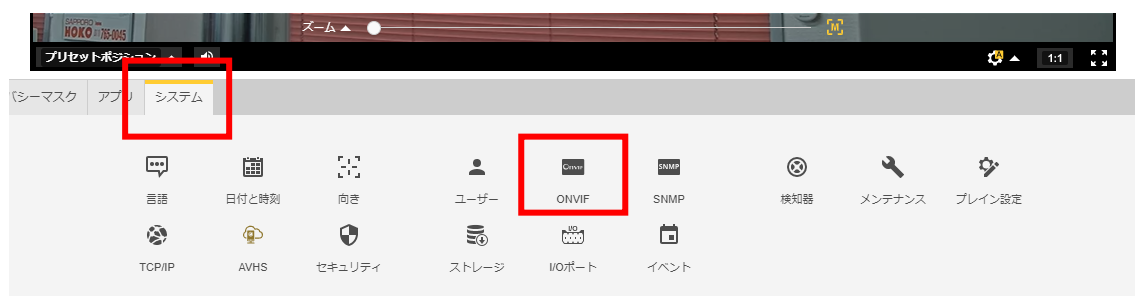 SAPPORO
HOKO 765-0045
ズーム
M
プリセットポジション
A
1:1
シーマスク アプリ システム
ONVIF SNMP
言語 日付と時刻 向き ユーザー ONVIF SNMP 検知器 メンテナンス プレイン設定
I/O
TCP/IP AVHS セキュリティ ストレージ I/Oポート イベント